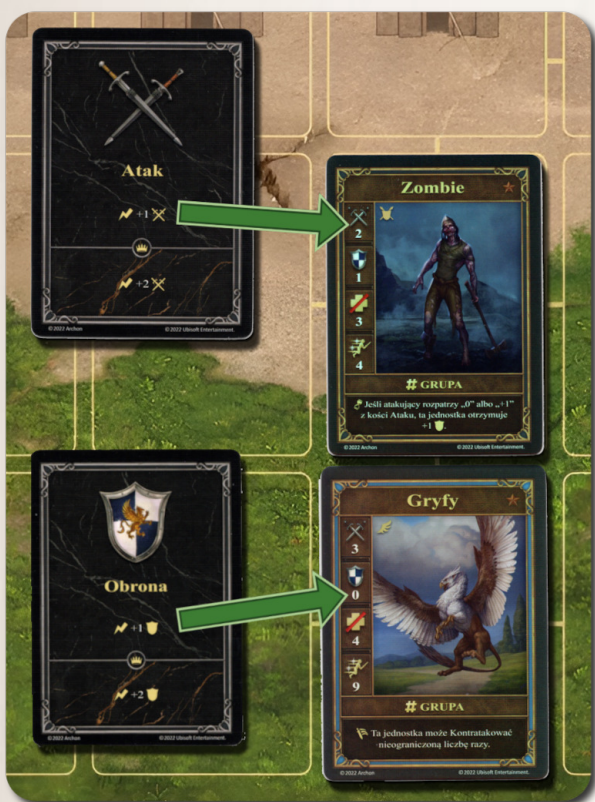 Atak
+1
+2
© 2022 Archon © 2022 Ubisoft Entertainment.
Zombie
2
1
3
4
# GRUPA
Jeśli atakujący rozpatrzy „0” albo „+1”
z kości Ataku, ta jednostka otrzymuje
+1
© 2022 Archon © 2022 Ubisoft Entertainment.
Obrona
+1
+2
© 2022 Archon © 2022 Ubisoft Entertainment.
Gryfy
3
0
4
9
# GRUPA
Ta jednostka może Kontratakować
nieograniczoną liczbę razy.
© 2022 Archon © 2022 Ubisoft Entertainment.